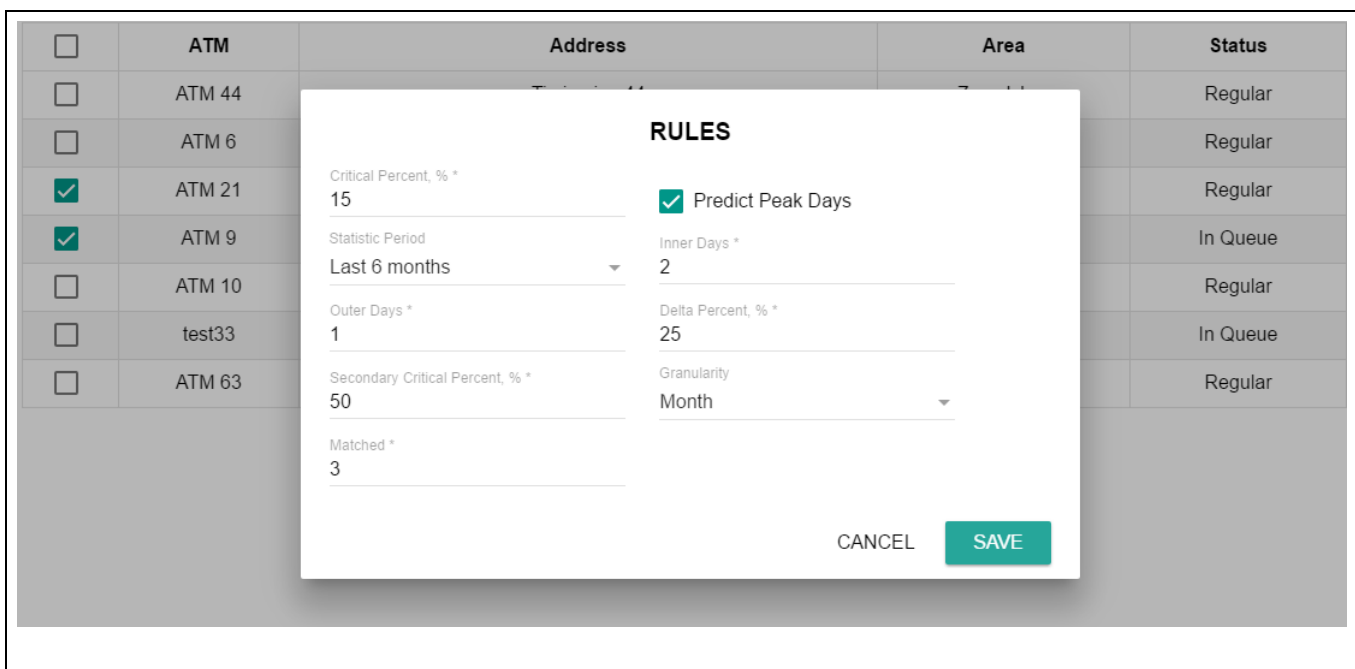 ATM Address Area Status
ATM 44 Regular
RULES
ATM 6 Regular
Critical Percent, % *
15
Predict Peak Days
ATM 21 Regular
Statistic Period
Last 6 months
Inner Days *
2
ATM 9 In Queue
ATM 10 Regular
Outer Days *
1
Delta Percent, % *
25
test33 In Queue
Secondary Critical Percent, % *
50
Granularity
Month
ATM 63 Regular
Matched *
3
CANCEL SAVE